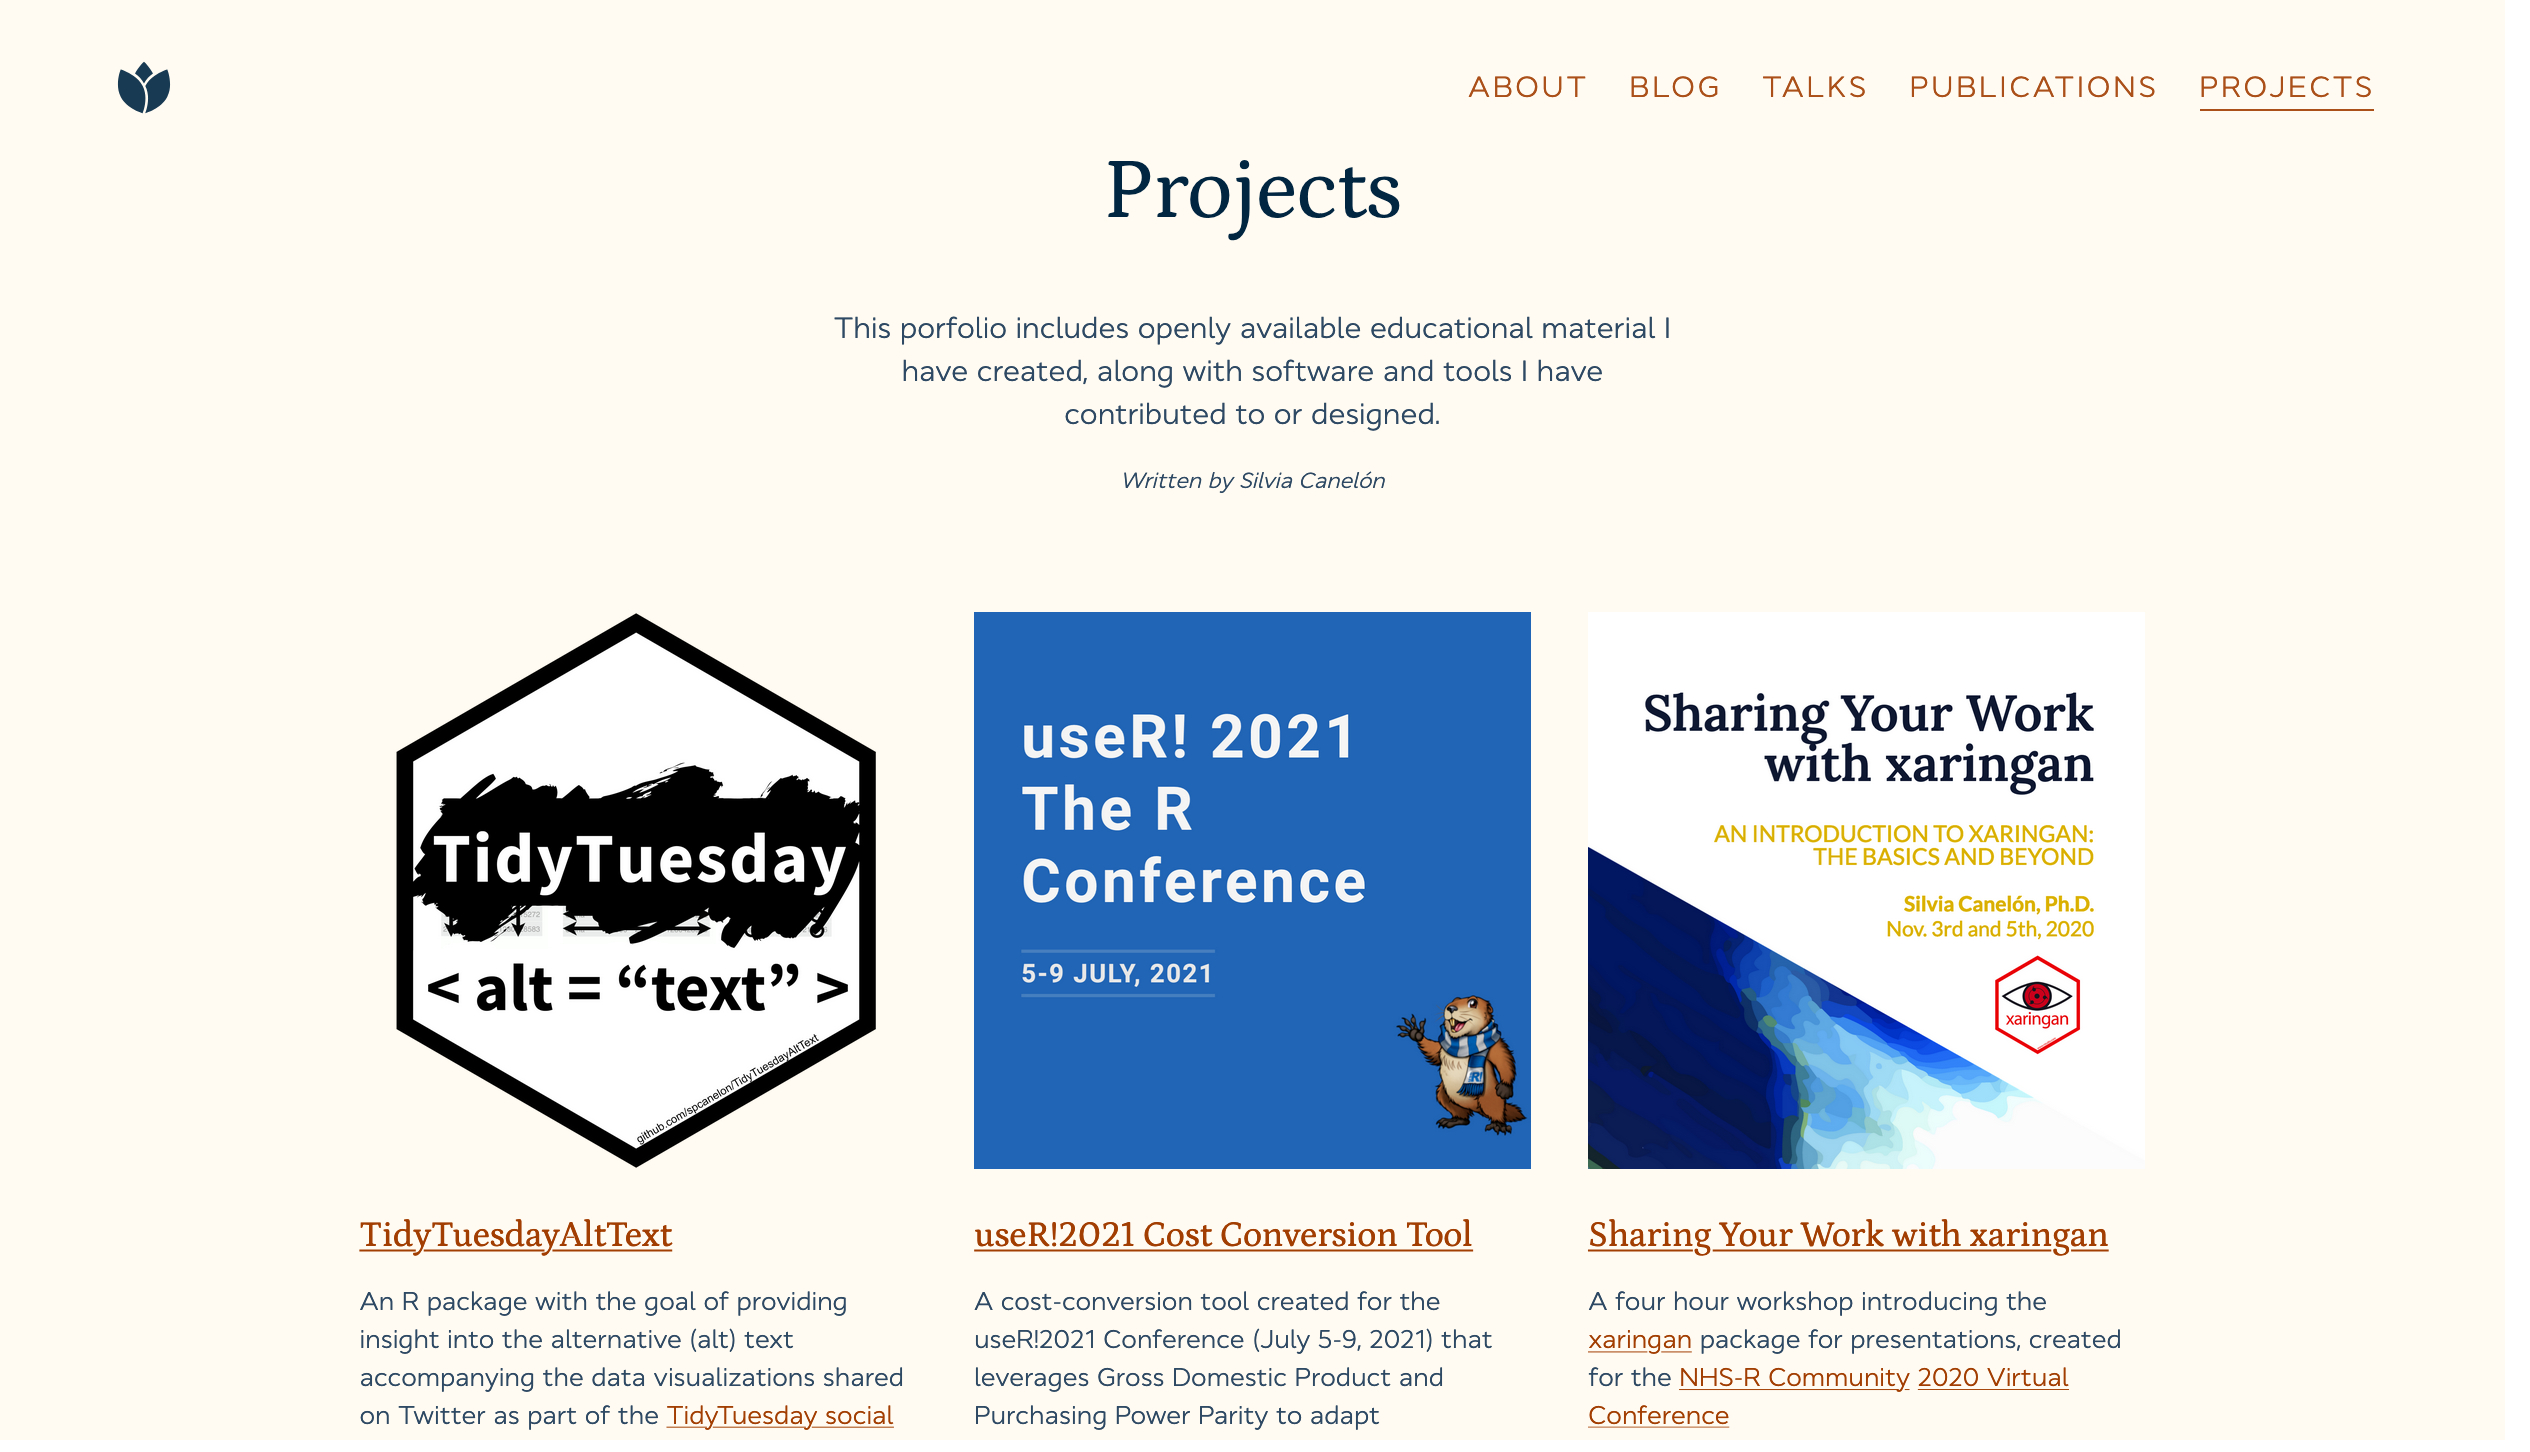 ABOUT BLOG TALKS PUBLICATIONS PROJECTS
Projects
This porfolio includes openly available educational material I
have created, along with software and tools I have
contributed to or designed.
Written by Silvia Canelón
TidyTuesday
< alt = “text” >
github.com/spcanelon/TidyTuesdayAltText
useR! 2021
The R
Conference
5-9 JULY, 2021
R!
Sharing Your Work
with xaringan
AN INTRODUCTION TO XARINGAN:
THE BASICS AND BEYOND
Silvia Canelón, Ph.D.
Nov. 3rd and 5th, 2020
xaringan
TidyTuesdayAltText
An R package with the goal of providing
insight into the alternative (alt) text
accompanying the data visualizations shared
on Twitter as part of the TidyTuesday social
useR!2021 Cost Conversion Tool
A cost-conversion tool created for the
useR!2021 Conference (July 5-9, 2021) that
leverages Gross Domestic Product and
Purchasing Power Parity to adapt
Sharing Your Work with xaringan
A four hour workshop introducing the
xaringan package for presentations, created
for the NHS-R Community 2020 Virtual
Conference